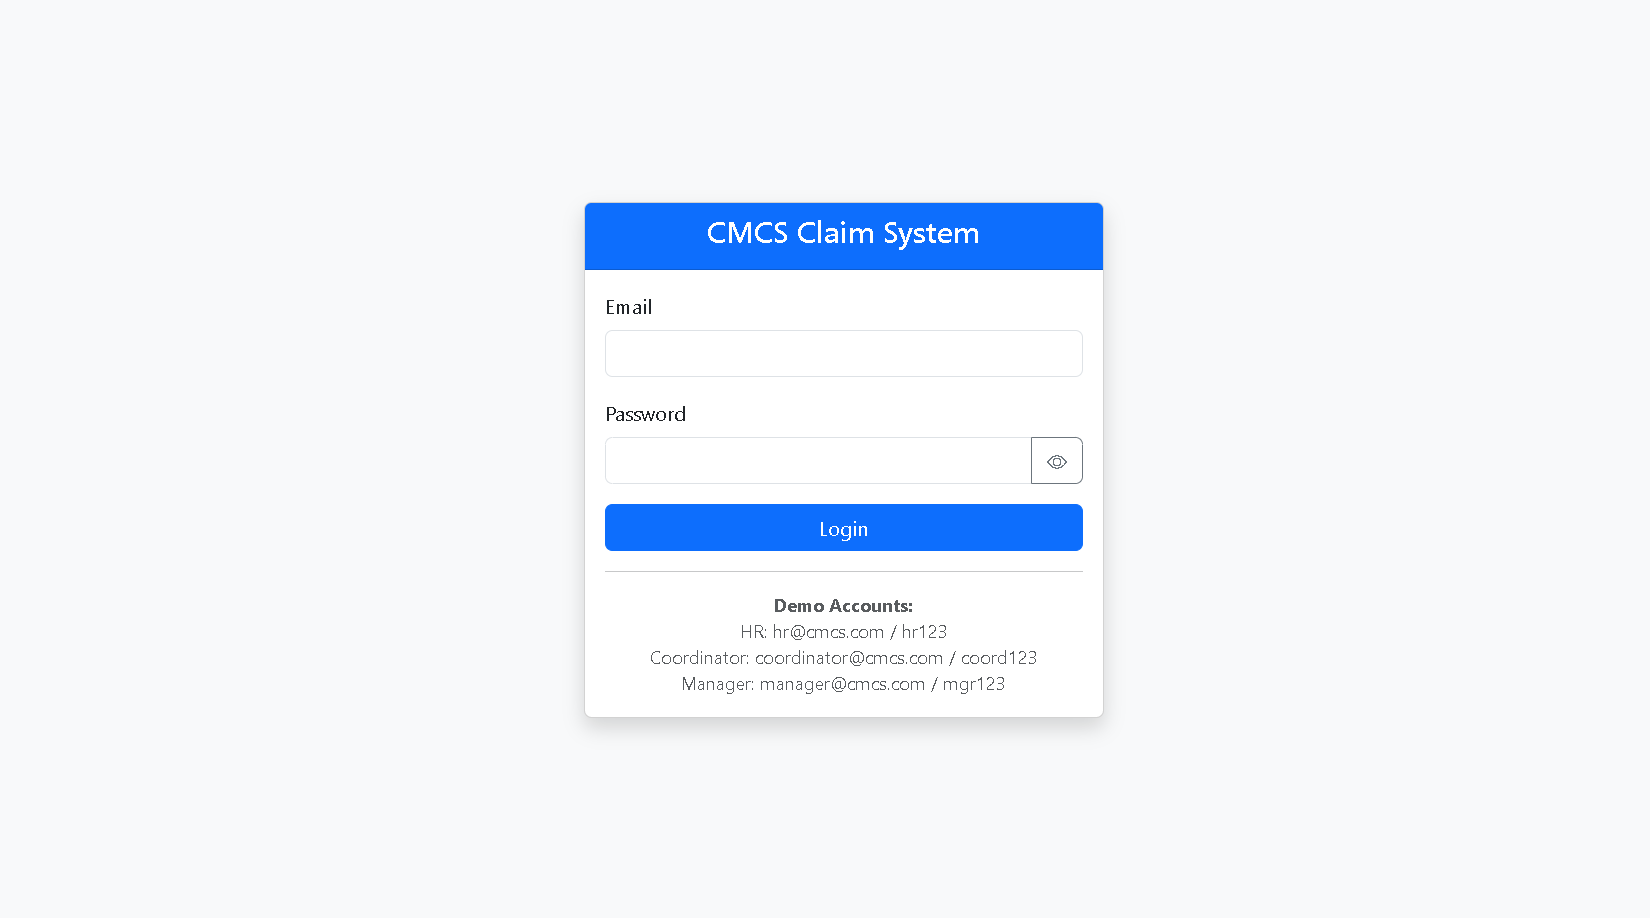 CMCS Claim System
Email
Password
Login
Demo Accounts:
HR: hr@cmcs.com / hr123
Coordinator: coordinator@cmcs.com / coord123
Manager: manager@cmcs.com / mgr123